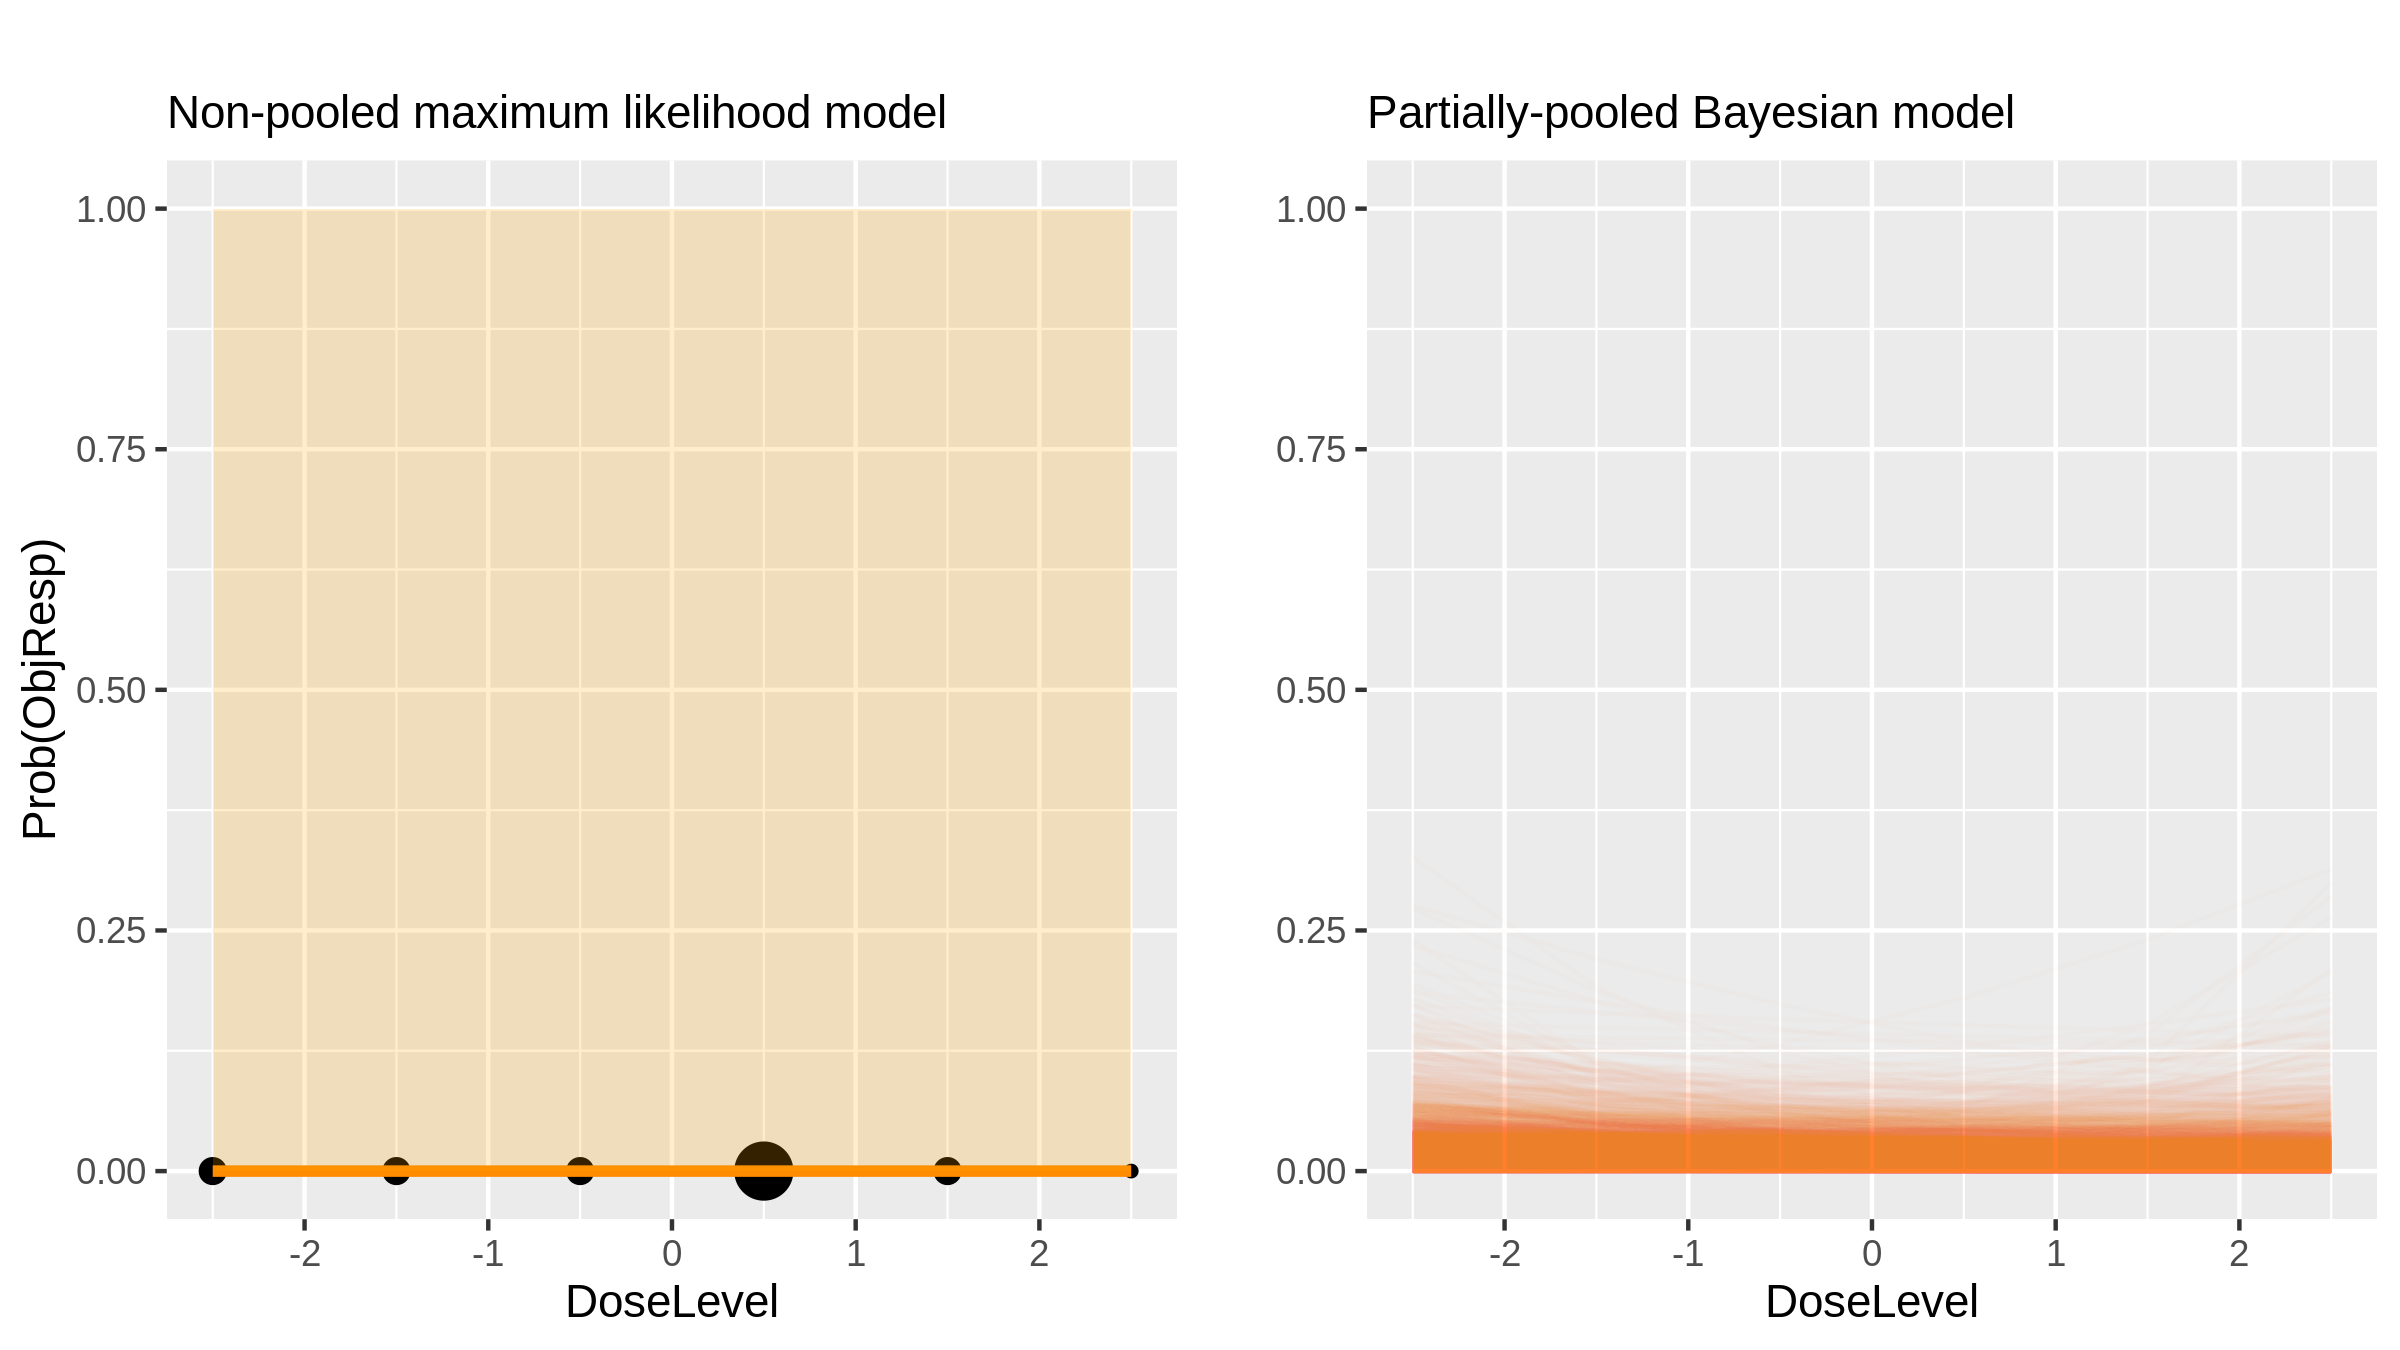 Non-pooled maximum likelihood model
Prob(ObjResp)
1.00
0.75
0.50
0.25
0.00
-2 -1 0 1 2
DoseLevel
Partially-pooled Bayesian model
1.00
0.75
0.50
0.25
0.00
-2 -1 0 1 2
DoseLevel